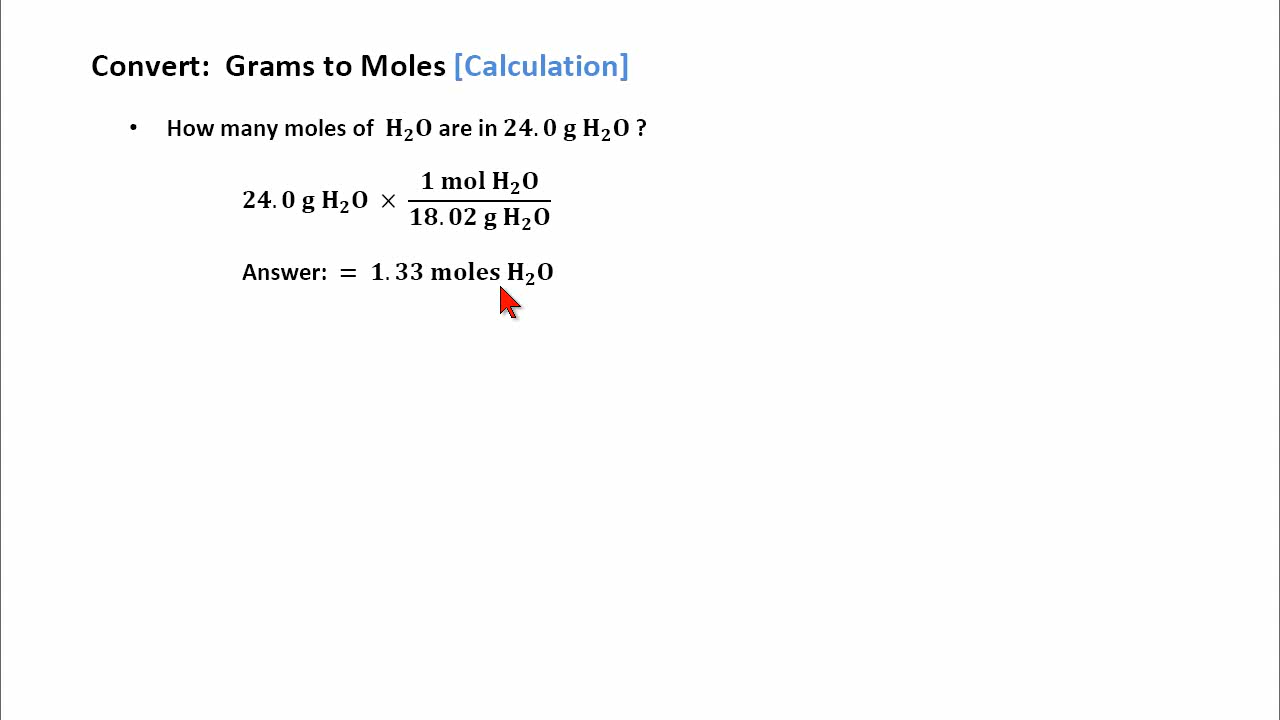 Convert: Grams to Moles [Calculation]
• How many moles of H₂O are in 24.0 g H₂O ?
24.0 g H₂O × 1 mol H₂O / 18.02 g H₂O
Answer: = 1.33 moles H₂O